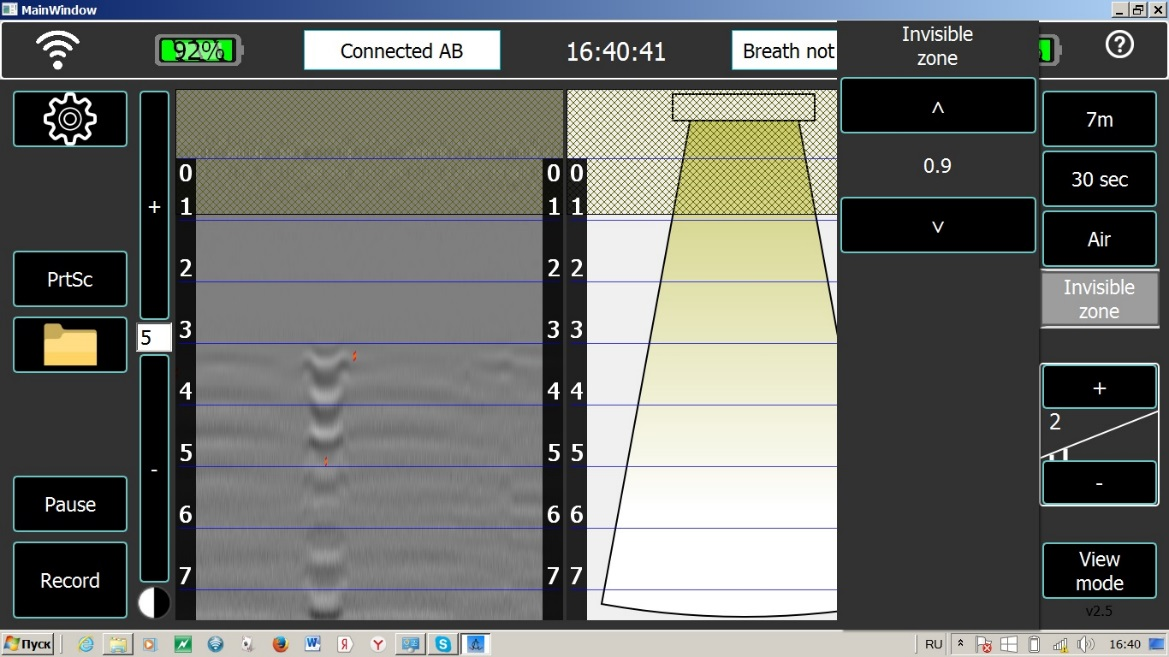 MainWindow
92%
Connected AB
16:40:41
Breath not
Invisible
zone
^
0.9
v
+
5
-
PrtSc
Pause
Record
0 0 0
1 1 1
2 2 2
3 3 3
4 4 4
5 5 5
6 6 6
7 7 7
7m
30 sec
Air
Invisible
zone
+
2
-
View
mode
v2.5
Пуск
RU
16:40